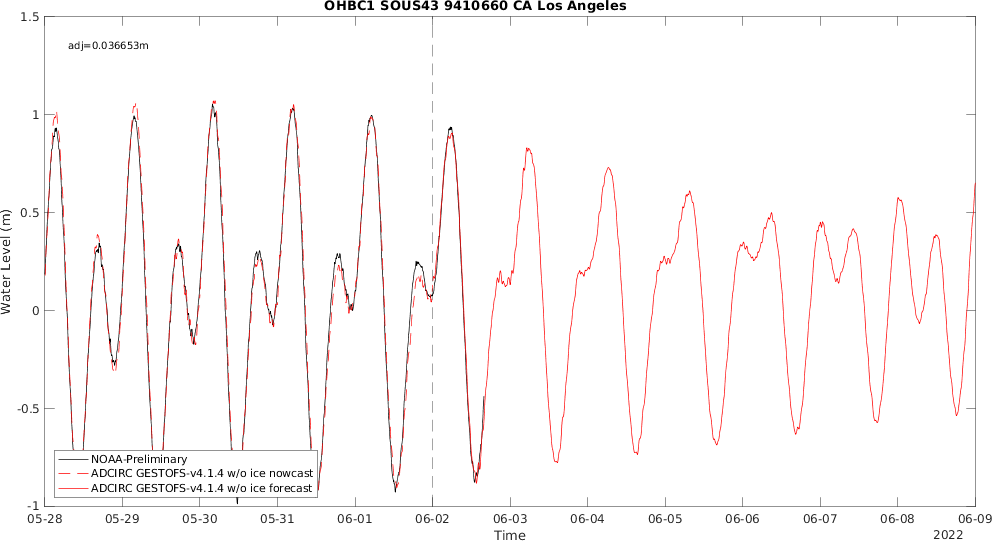 OHBC1 SOUS43 9410660 CA Los Angeles
adj=0.036653m
Water Level (m)
1.5
1
0.5
0
-0.5
-1
NOAA-Preliminary
ADCIRC GESTOFS-v4.1.4 w/o ice nowcast
ADCIRC GESTOFS-v4.1.4 w/o ice forecast
05-28 05-29 05-30 05-31 06-01 06-02 06-03 06-04 06-05 06-06 06-07 06-08 06-09
Time
2022